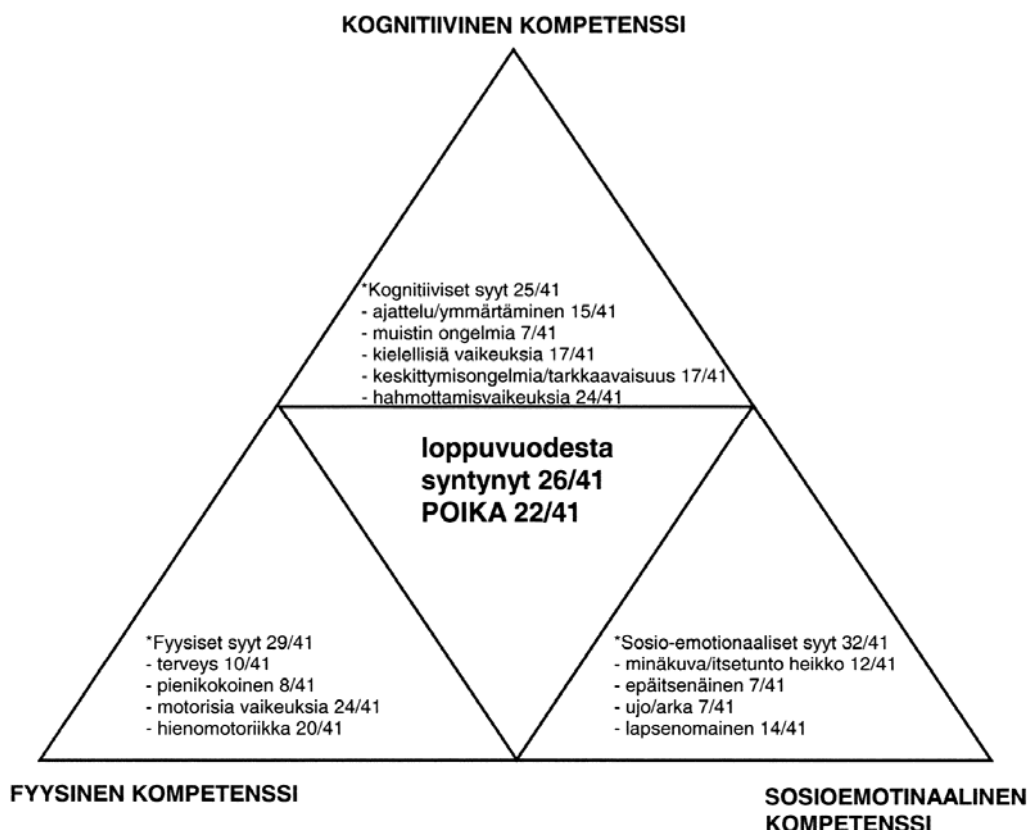 KOGNITIIVINEN KOMPETENSSI
*Kognitiiviset syyt 25/41
- ajattelu/ymmärtäminen 15/41
- muistin ongelmia 7/41
- kielellisiä vaikeuksia 17/41
- keskittymisongelmia/tarkkaavaisuus 17/41
- hahmottamisvaikeuksia 24/41
loppuvuodesta
syntynyt 26/41
POIKA 22/41
*Fyysiset syyt 29/41
- terveys 10/41
- pienikokoinen 8/41
- motorisia vaikeuksia 24/41
- hienomotoriikka 20/41
*Sosio-emotionaaliset syyt 32/41
- minäkuva/itsetunto heikko 12/41
- epäitsenäinen 7/41
- ujo/arka 7/41
- lapsenomainen 14/41
FYYSINEN KOMPETENSSI
SOSIOEMOTINAALINEN
KOMPETENSSI